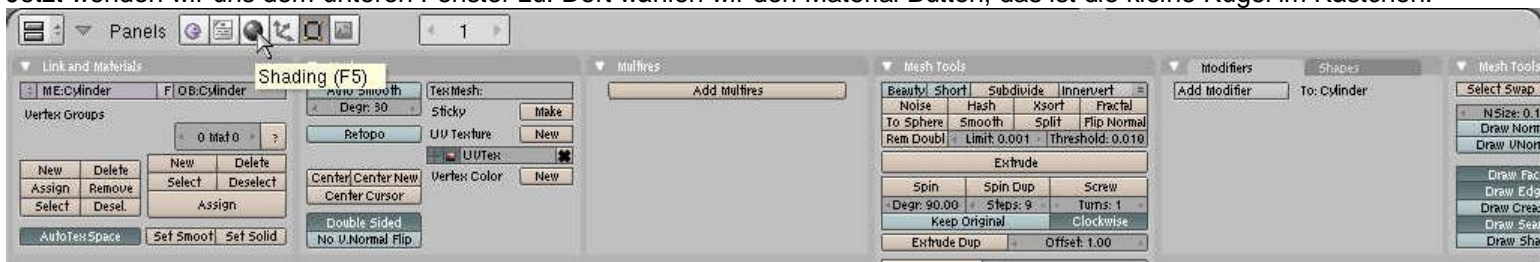 Jetzt wenden wir uns dem unteren Fenster zu. Dort wählen wir den Material-Button, das ist die kleine Kugel im Kästchen.
Panels 1
Shading (F5)
Link and Materials
ME:Cylinder F OB:Cylinder
Vertex Groups
0 Mat 0 ?
New Delete New Delete
Assign Remove Select Deselect
Select Desel. Assign
AutoTexSpace Set Smoot Set Solid
Auto Smooth TexMesh:
Degr: 30 Sticky Make
Retopo UV Texture New
UVTex
Center Center New Vertex Color New
Center Cursor
Double Sided
No V.Normal Flip
Multires
Add Multires
Mesh Tools
Beauty Short Subdivide Innervert
Noise Hash Xsort Fractal
To Sphere Smooth Split Flip Normal
Rem Doubl Limit: 0.001 Threshold: 0.010
Extrude
Spin Spin Dup Screw
Degr: 90.00 Steps: 9 Turns: 1
Keep Original Clockwise
Extrude Dup Offset: 1.00
Modifiers Shapes
Add Modifier To: Cylinder
Mesh Tools
Select Swap
NSize: 0.1
Draw Norm
Draw VNorm
Draw Fac
Draw Edg
Draw Creas
Draw Sea
Draw Sha